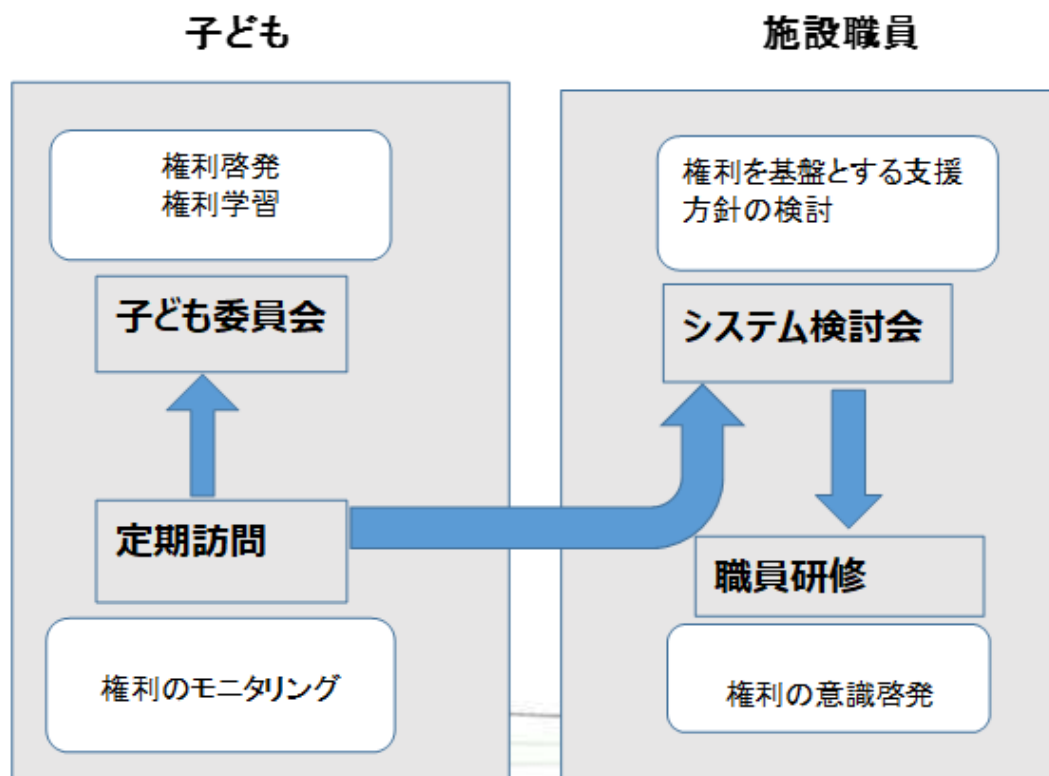 子ども
権利啓発
権利学習
子ども委員会
定期訪問
権利のモニタリング
施設職員
権利を基盤とする支援
方針の検討
システム検討会
職員研修
権利の意識啓発